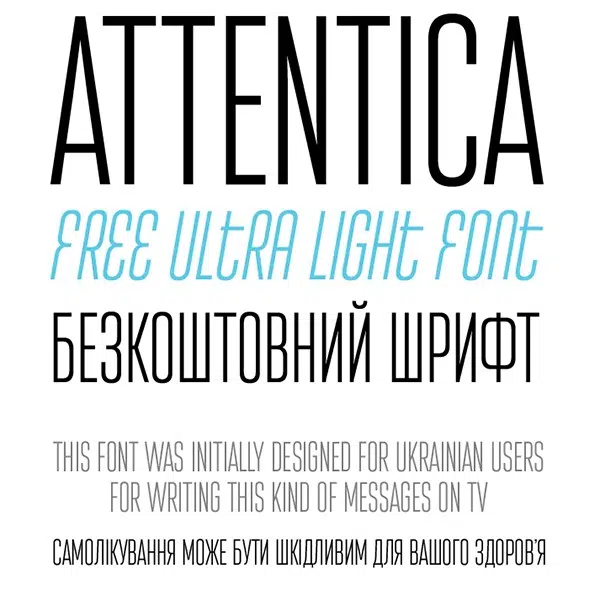 ATTENTICA
FREE ULTRA LIGHT FONT
БЕЗКОШТОВНИЙ ШРИФТ
THIS FONT WAS INITIALLY DESIGNED FOR UKRAINIAN USERS
FOR WRITING THIS KIND OF MESSAGES ON TV
САМОЛІКУВАННЯ МОЖЕ БУТИ ШКІДЛИВИМ ДЛЯ ВАШОГО ЗДОРОВ'Я